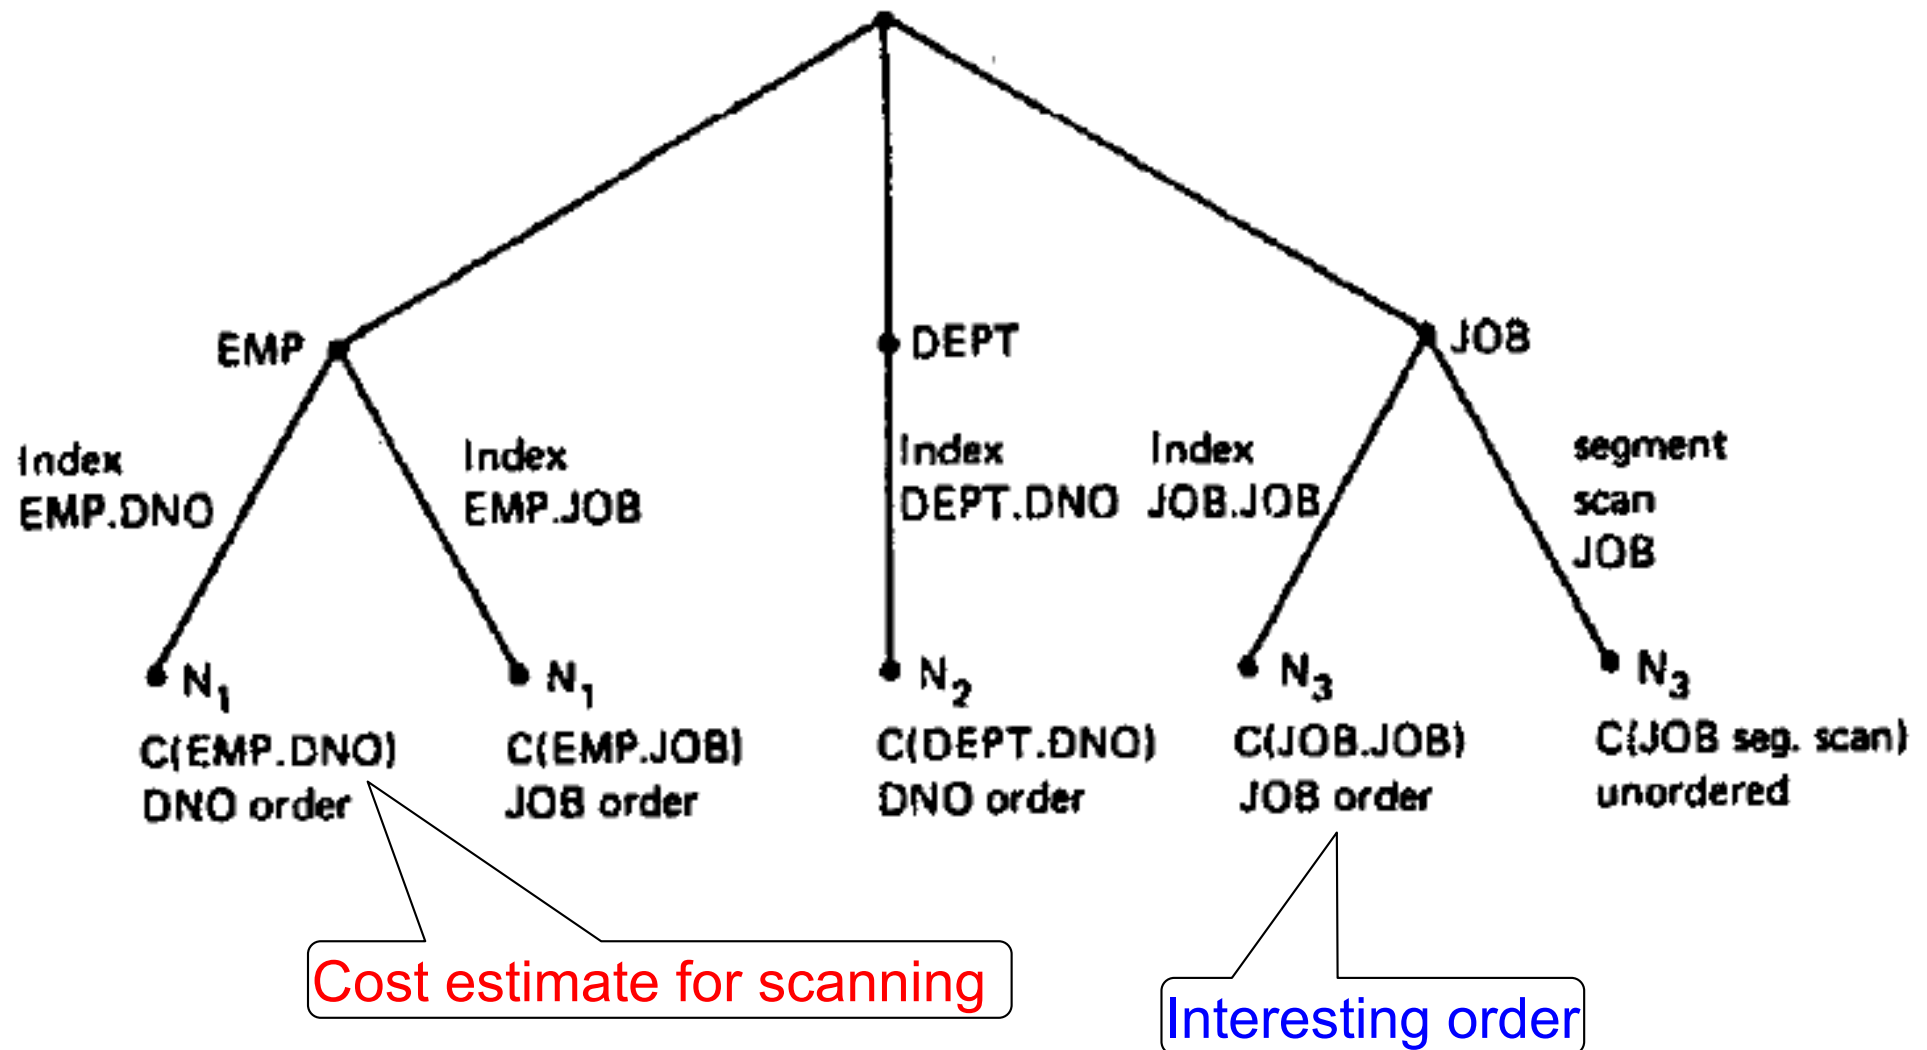 EMP
DEPT
JOB
Index
EMP.DNO
Index
EMP.JOB
Index
DEPT.DNO
Index
JOB.JOB
segment
scan
JOB
N1
C(EMP.DNO)
DNO order
N1
C(EMP.JOB)
JOB order
N2
C(DEPT.DNO)
DNO order
N3
C(JOB.JOB)
JOB order
N3
C(JOB seg. scan)
unordered
Cost estimate for scanning
Interesting order